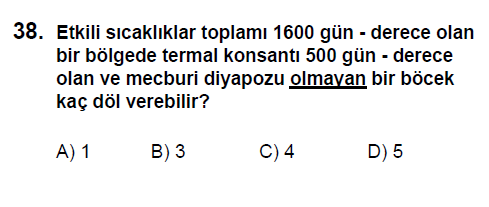 38. Etkili sıcaklıklar toplamı 1600 gün - derece olan
bir bölgede termal konsantı 500 gün - derece
olan ve mecburi diyapozu olmayan bir böcek
kaç döl verebilir?
A) 1 B) 3 C) 4 D) 5